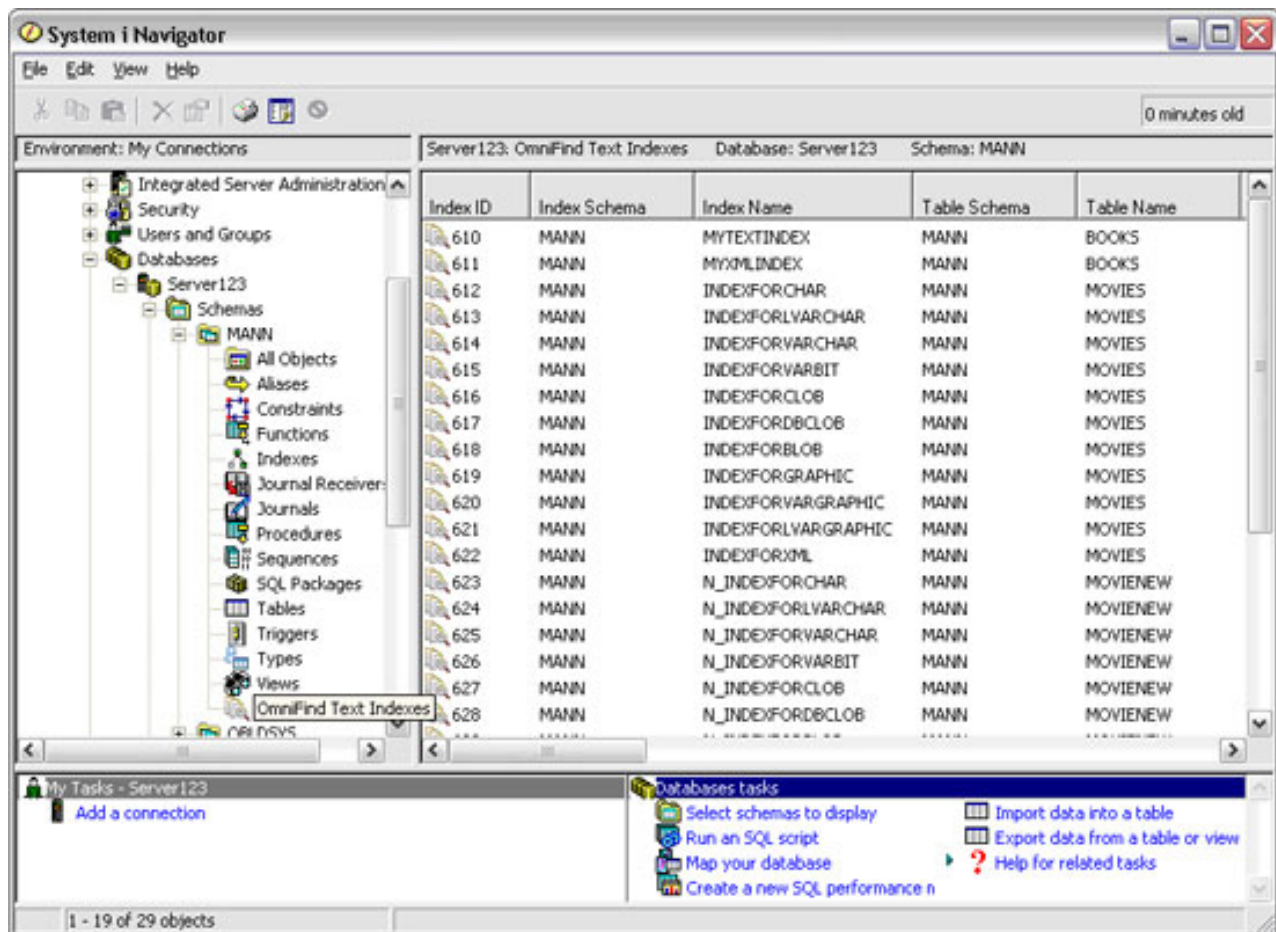 System i Navigator
File Edit View Help
0 minutes old
Environment: My Connections
Server123: OmniFind Text Indexes Database: Server123 Schema: MANN
Integrated Server Administration
Security
Users and Groups
Databases
Server123
Schemas
MANN
All Objects
Aliases
Constraints
Functions
Indexes
Journal Receiver
Journals
Procedures
Sequences
SQL Packages
Tables
Triggers
Types
Views
OmniFind Text Indexes
Index ID Index Schema Index Name Table Schema Table Name
610 MANN MYTEXTINDEX MANN BOOKS
611 MANN MYXMLINDEX MANN BOOKS
612 MANN INDEXFORCHAR MANN MOVIES
613 MANN INDEXFORLVARCHAR MANN MOVIES
614 MANN INDEXFORVARCHAR MANN MOVIES
615 MANN INDEXFORVARBIT MANN MOVIES
616 MANN INDEXFORCLOB MANN MOVIES
617 MANN INDEXFORDBCLOB MANN MOVIES
618 MANN INDEXFORBLOB MANN MOVIES
619 MANN INDEXFORGRAPHIC MANN MOVIES
620 MANN INDEXFORVARGRAPHIC MANN MOVIES
621 MANN INDEXFORLVARGRAPHIC MANN MOVIES
622 MANN INDEXFORXML MANN MOVIES
623 MANN N_INDEXFORCHAR MANN MOVIENEW
624 MANN N_INDEXFORLVARCHAR MANN MOVIENEW
625 MANN N_INDEXFORVARCHAR MANN MOVIENEW
626 MANN N_INDEXFORVARBIT MANN MOVIENEW
627 MANN N_INDEXFORCLOB MANN MOVIENEW
628 MANN N_INDEXFORDBCLOB MANN MOVIENEW
My Tasks - Server123
Add a connection
Databases tasks
Select schemas to display
Run an SQL script
Map your database
Create a new SQL performance n
Import data into a table
Export data from a table or view
? Help for related tasks
1 - 19 of 29 objects